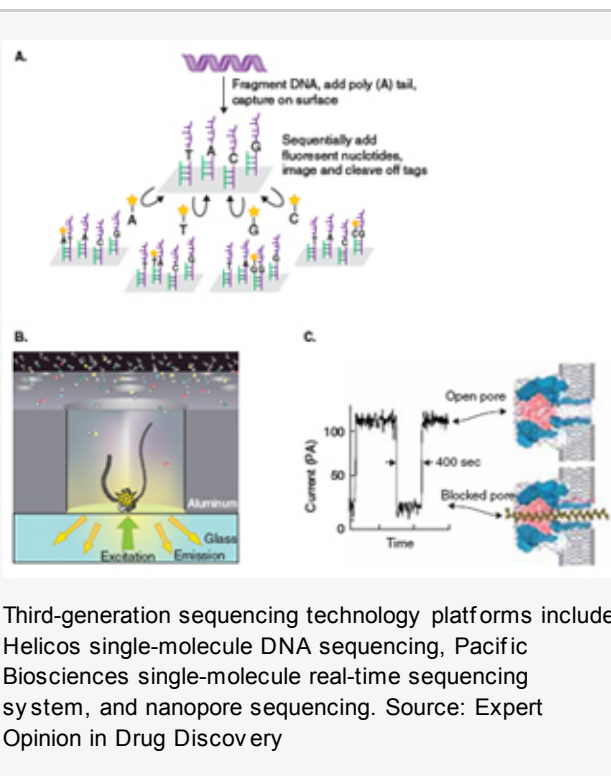 A.
Fragment DNA, add poly (A) tail,
capture on surface
T A C G
Sequentially add
fluoresent nuclotides,
image and cleave off tags
A
T
G
C
B.
Aluminum
Glass
Excitation
Emission
C.
Open pore
100
Current (PA)
50
400 sec
Blocked pore
0
Time
Third-generation sequencing technology platforms include
Helicos single-molecule DNA sequencing, Pacific
Biosciences single-molecule real-time sequencing
system, and nanopore sequencing. Source: Expert
Opinion in Drug Discovery